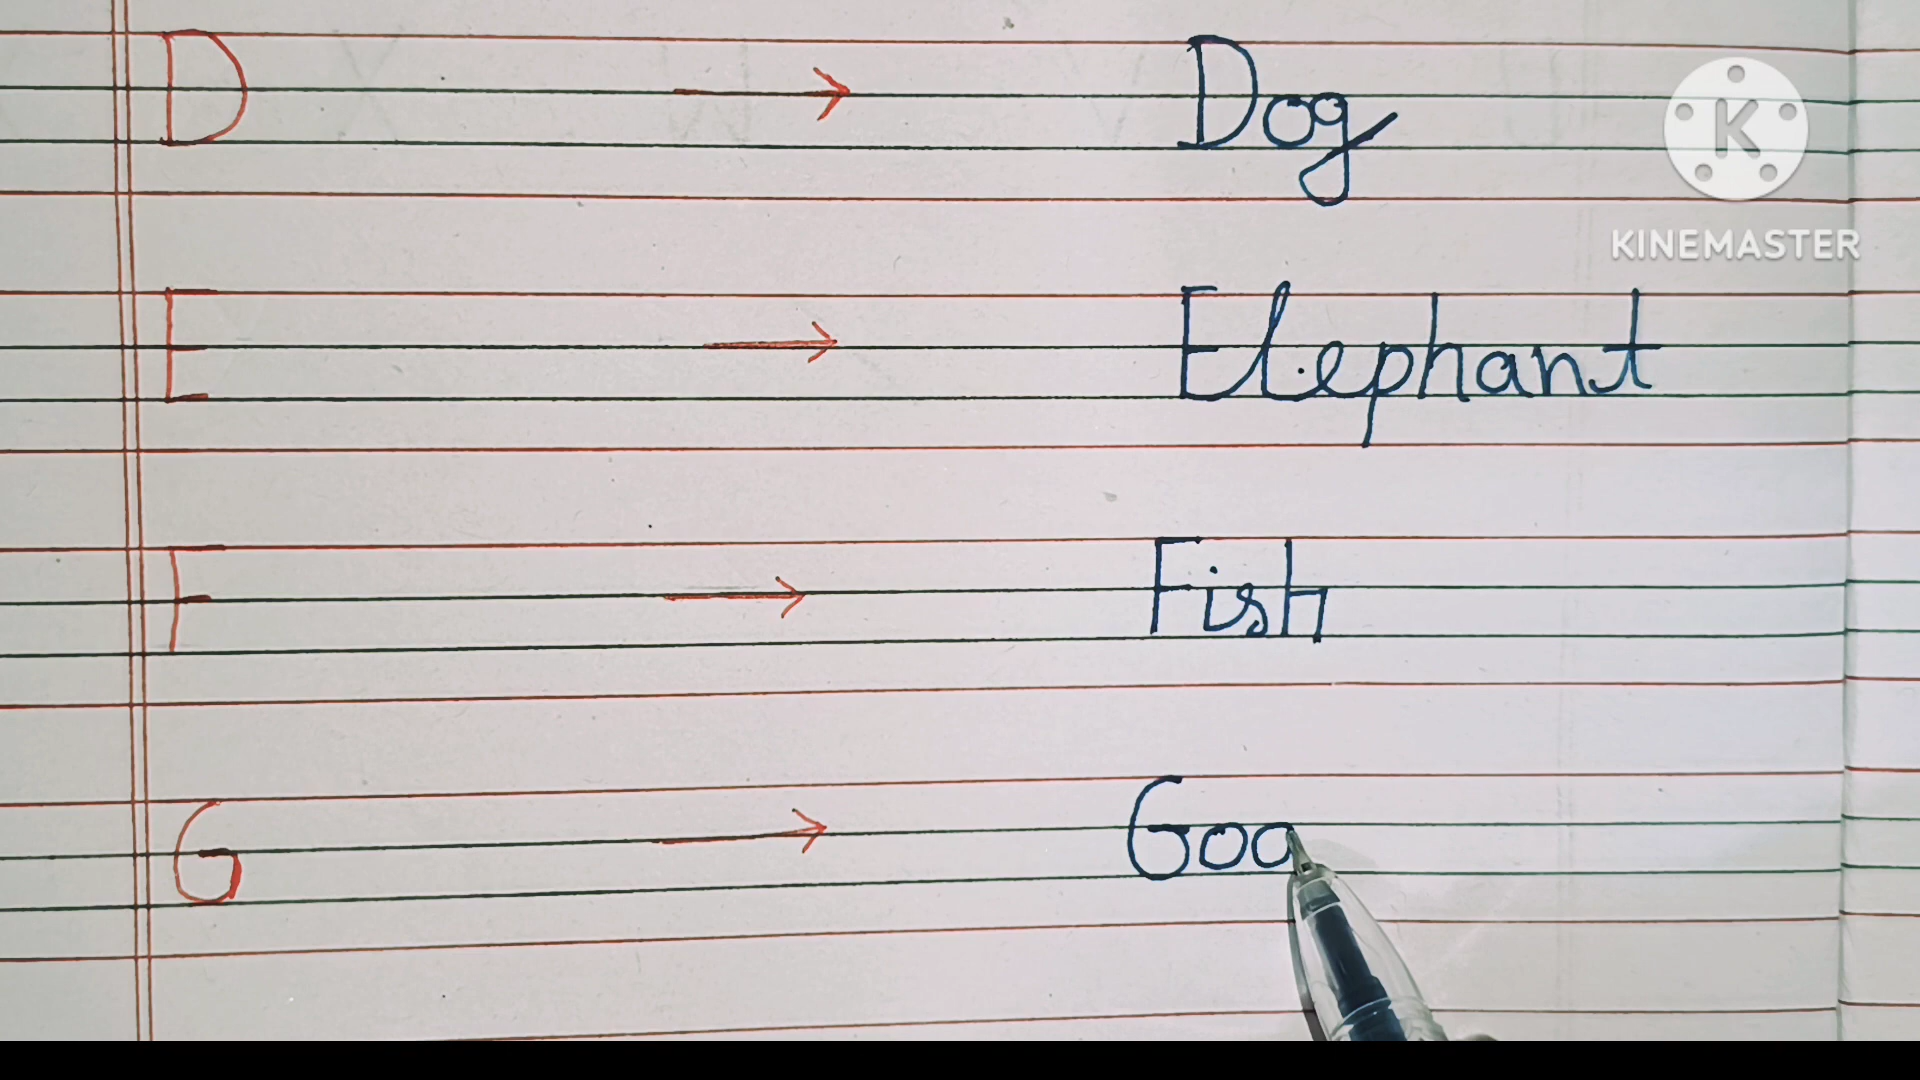 D → Dog
KINEMASTER
E → Elephant
F → Fish
G → Goa